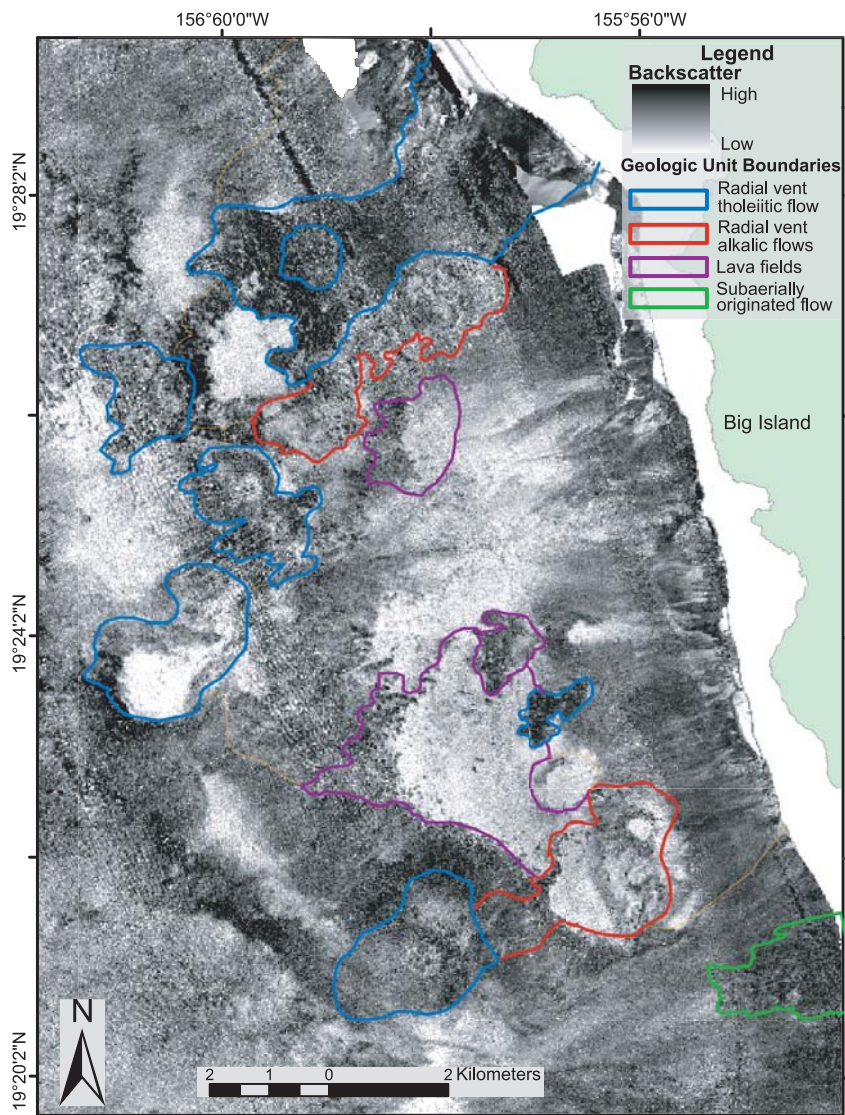 156°60'0"W
155°56'0"W
Legend
Backscatter
High
Low
Geologic Unit Boundaries
Radial vent
tholeiitic flow
Radial vent
alkalic flows
Lava fields
Subaerially
originated flow
19°28'2"N
Big Island
19°24'2"N
N
2 1 0 2 Kilometers
19°20'2"N